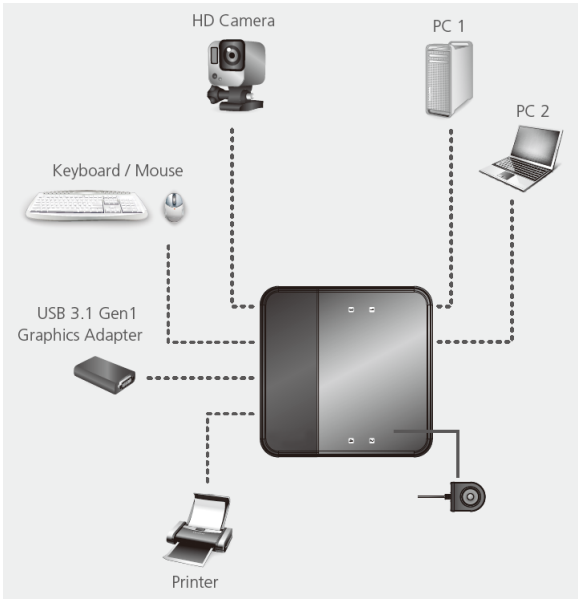 HD Camera
PC 1
PC 2
Keyboard / Mouse
USB 3.1 Gen1
Graphics Adapter
Printer